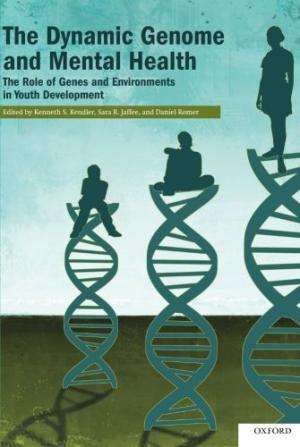 The Dynamic Genome
and Mental Health
The Role of Genes and Environments
in Youth Development
Edited by Kenneth S. Kendler, Sara R. Jaffee, and Daniel Romer
OXFORD